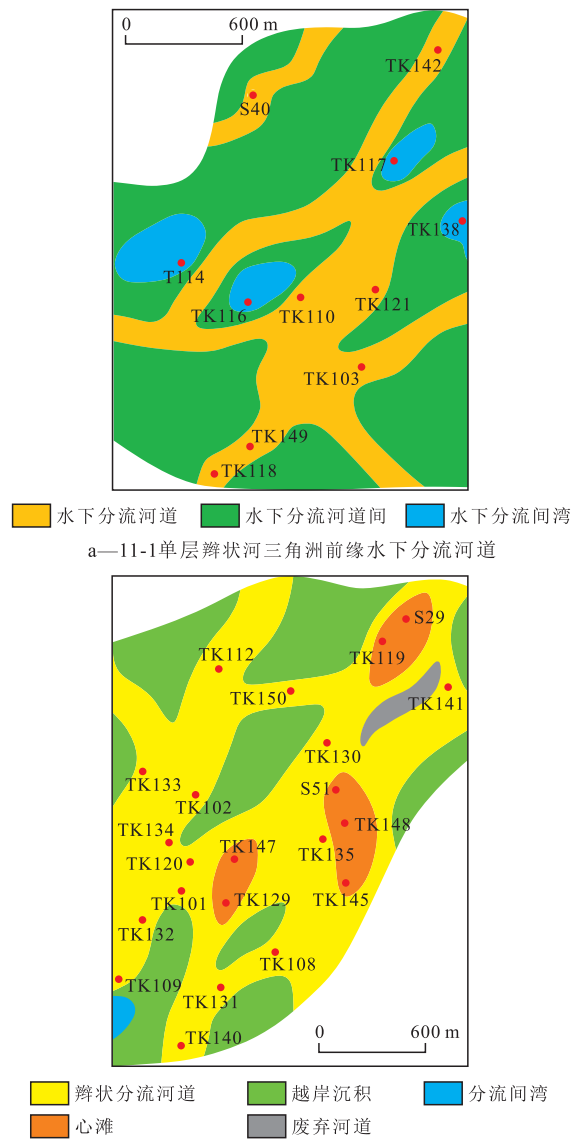 0 600 m
TK142
S40
TK117
TK138
T114
TK116
TK110
TK121
TK103
TK149
TK118
水下分流河道 水下分流河道间 水下分流间湾
a—11-1单层辫状河三角洲前缘水下分流河道
S29
TK119
TK112
TK150
TK141
TK130
TK133
S51
TK102
TK148
TK134
TK147
TK135
TK120
TK101
TK129
TK145
TK132
TK108
TK109
TK131
TK140
0 600 m
辫状分流河道 越岸沉积 分流间湾
心滩 废弃河道